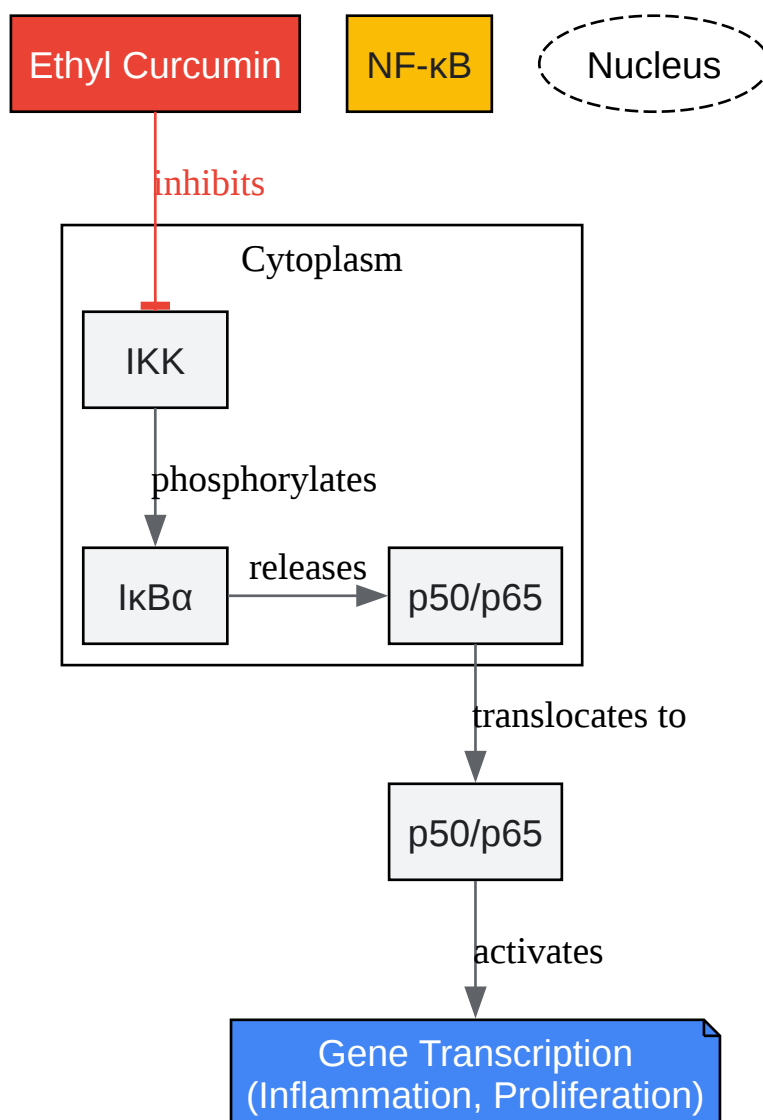 Ethyl Curcumin
NF-κB
Nucleus
inhibits
Cytoplasm
IKK
phosphorylates
IκBα
releases
p50/p65
translocates to
p50/p65
activates
Gene Transcription
(Inflammation, Proliferation)